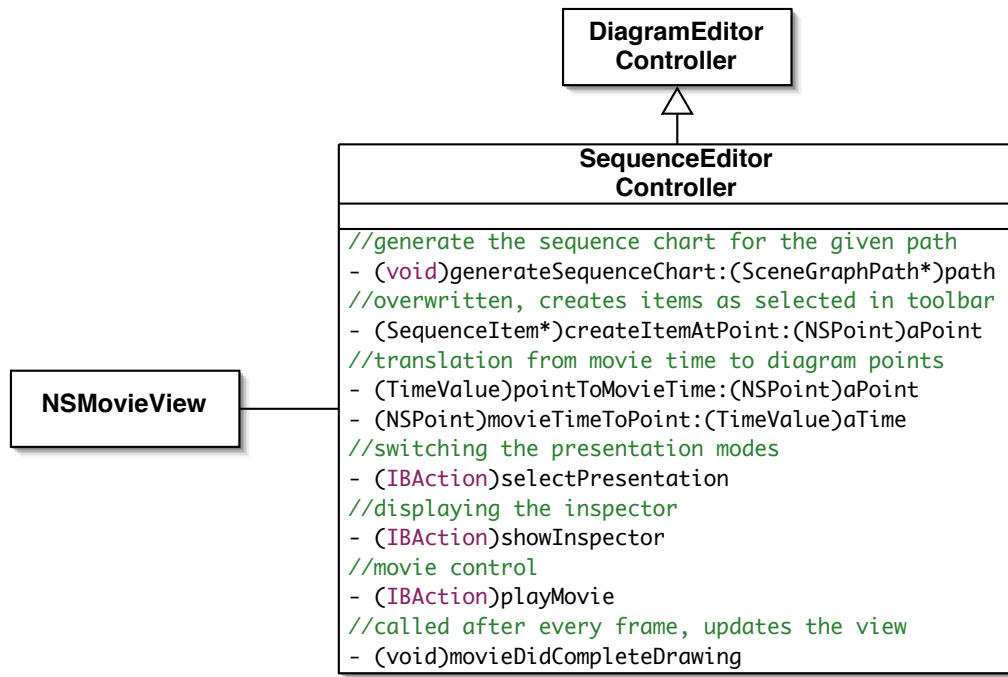 DiagramEditor
Controller
SequenceEditor
Controller
//generate the sequence chart for the given path
- (void)generateSequenceChart:(SceneGraphPath*)path
//overwritten, creates items as selected in toolbar
- (SequenceItem*)createItemAtPoint:(NSPoint)aPoint
//translation from movie time to diagram points
- (TimeValue)pointToMovieTime:(NSPoint)aPoint
- (NSPoint)movieTimeToPoint:(TimeValue)aTime
//switching the presentation modes
- (IBAction)selectPresentation
//displaying the inspector
- (IBAction)showInspector
//movie control
- (IBAction)playMovie
//called after every frame, updates the view
- (void)movieDidCompleteDrawing
NSMovieView